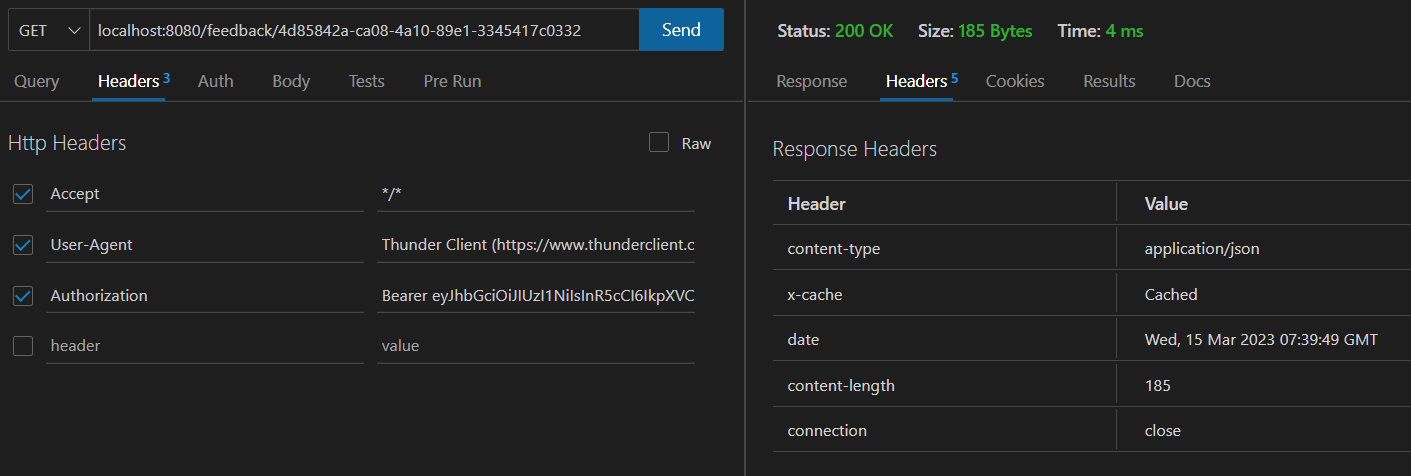 GET localhost:8080/feedback/4d85842a-ca08-4a10-89e1-3345417c0332 Send
Query Headers 3 Auth Body Tests Pre Run
Http Headers Raw
Accept */*
User-Agent Thunder Client (https://www.thunderclient.c
Authorization Bearer eyJhbGciOiJIUzI1NiIsInR5cCI6IkpXVC
header value
Status: 200 OK Size: 185 Bytes Time: 4 ms
Response Headers 5 Cookies Results Docs
Response Headers
Header Value
content-type application/json
x-cache Cached
date Wed, 15 Mar 2023 07:39:49 GMT
content-length 185
connection close